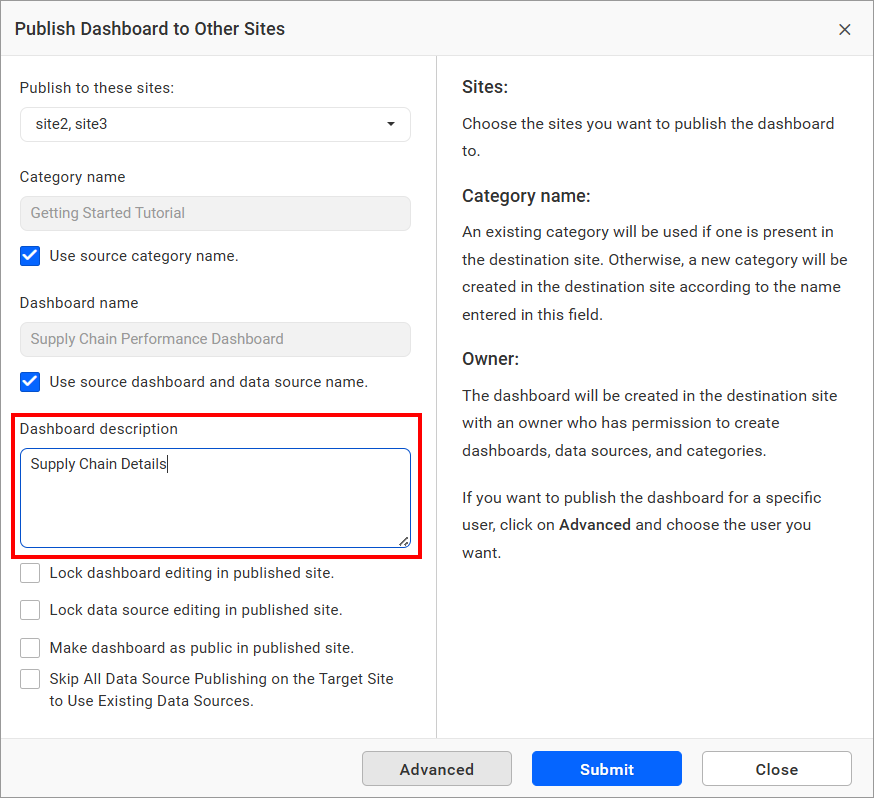 Publish Dashboard to Other Sites
Publish to these sites:
site2, site3
Category name
Getting Started Tutorial
Use source category name.
Dashboard name
Supply Chain Performance Dashboard
Use source dashboard and data source name.
Dashboard description
Supply Chain Details
Lock dashboard editing in published site.
Lock data source editing in published site.
Make dashboard as public in published site.
Skip All Data Source Publishing on the Target Site
to Use Existing Data Sources.
Sites:
Choose the sites you want to publish the dashboard
to.
Category name:
An existing category will be used if one is present in
the destination site. Otherwise, a new category will be
created in the destination site according to the name
entered in this field.
Owner:
The dashboard will be created in the destination site
with an owner who has permission to create
dashboards, data sources, and categories.
If you want to publish the dashboard for a specific
user, click on Advanced and choose the user you
want.
Advanced
Submit
Close